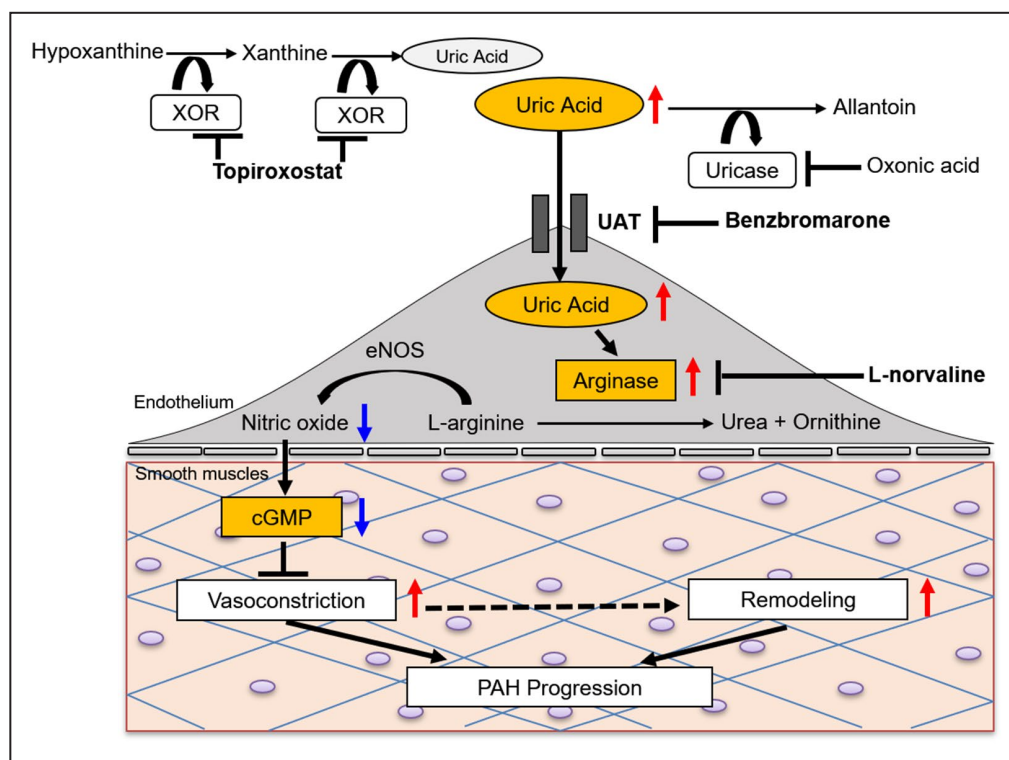 Hypoxanthine
Xanthine
Uric Acid
XOR
XOR
Topiroxostat
Uric Acid
Allantoin
Uricase
Oxonic acid
UAT
Benzbromarone
Uric Acid
eNOS
Arginase
L-norvaline
Endothelium
Nitric oxide
L-arginine
Urea + Ornithine
Smooth muscles
cGMP
Vasoconstriction
Remodeling
PAH Progression